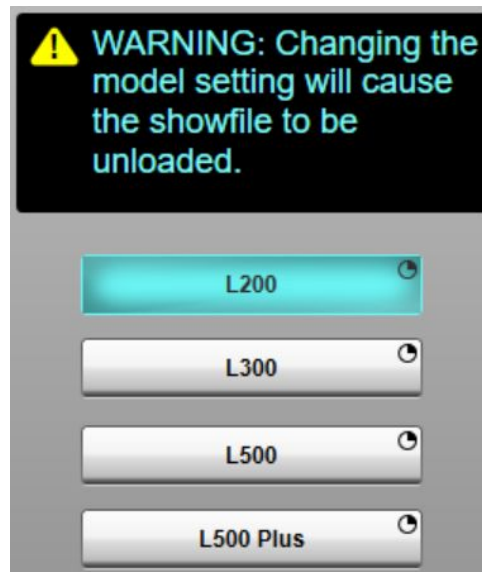 WARNING: Changing the
model setting will cause
the showfile to be
unloaded.
L200
L300
L500
L500 Plus